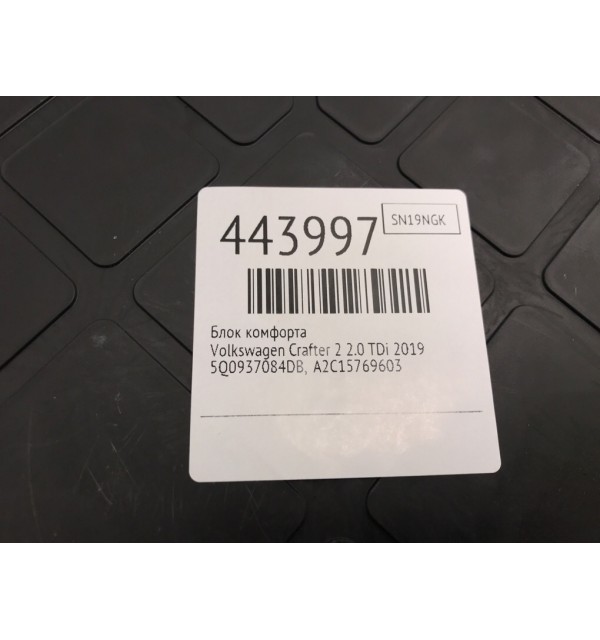 443997
SN19NGK
Блок комфорта
Volkswagen Crafter 2 2.0 TDi 2019
5Q0937084DB, A2C15769603